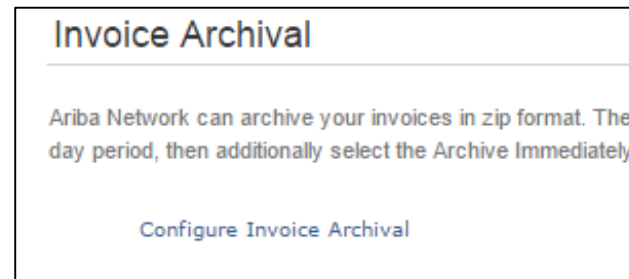 Invoice Archival
Ariba Network can archive your invoices in zip format. The
day period, then additionally select the Archive Immediately
Configure Invoice Archival